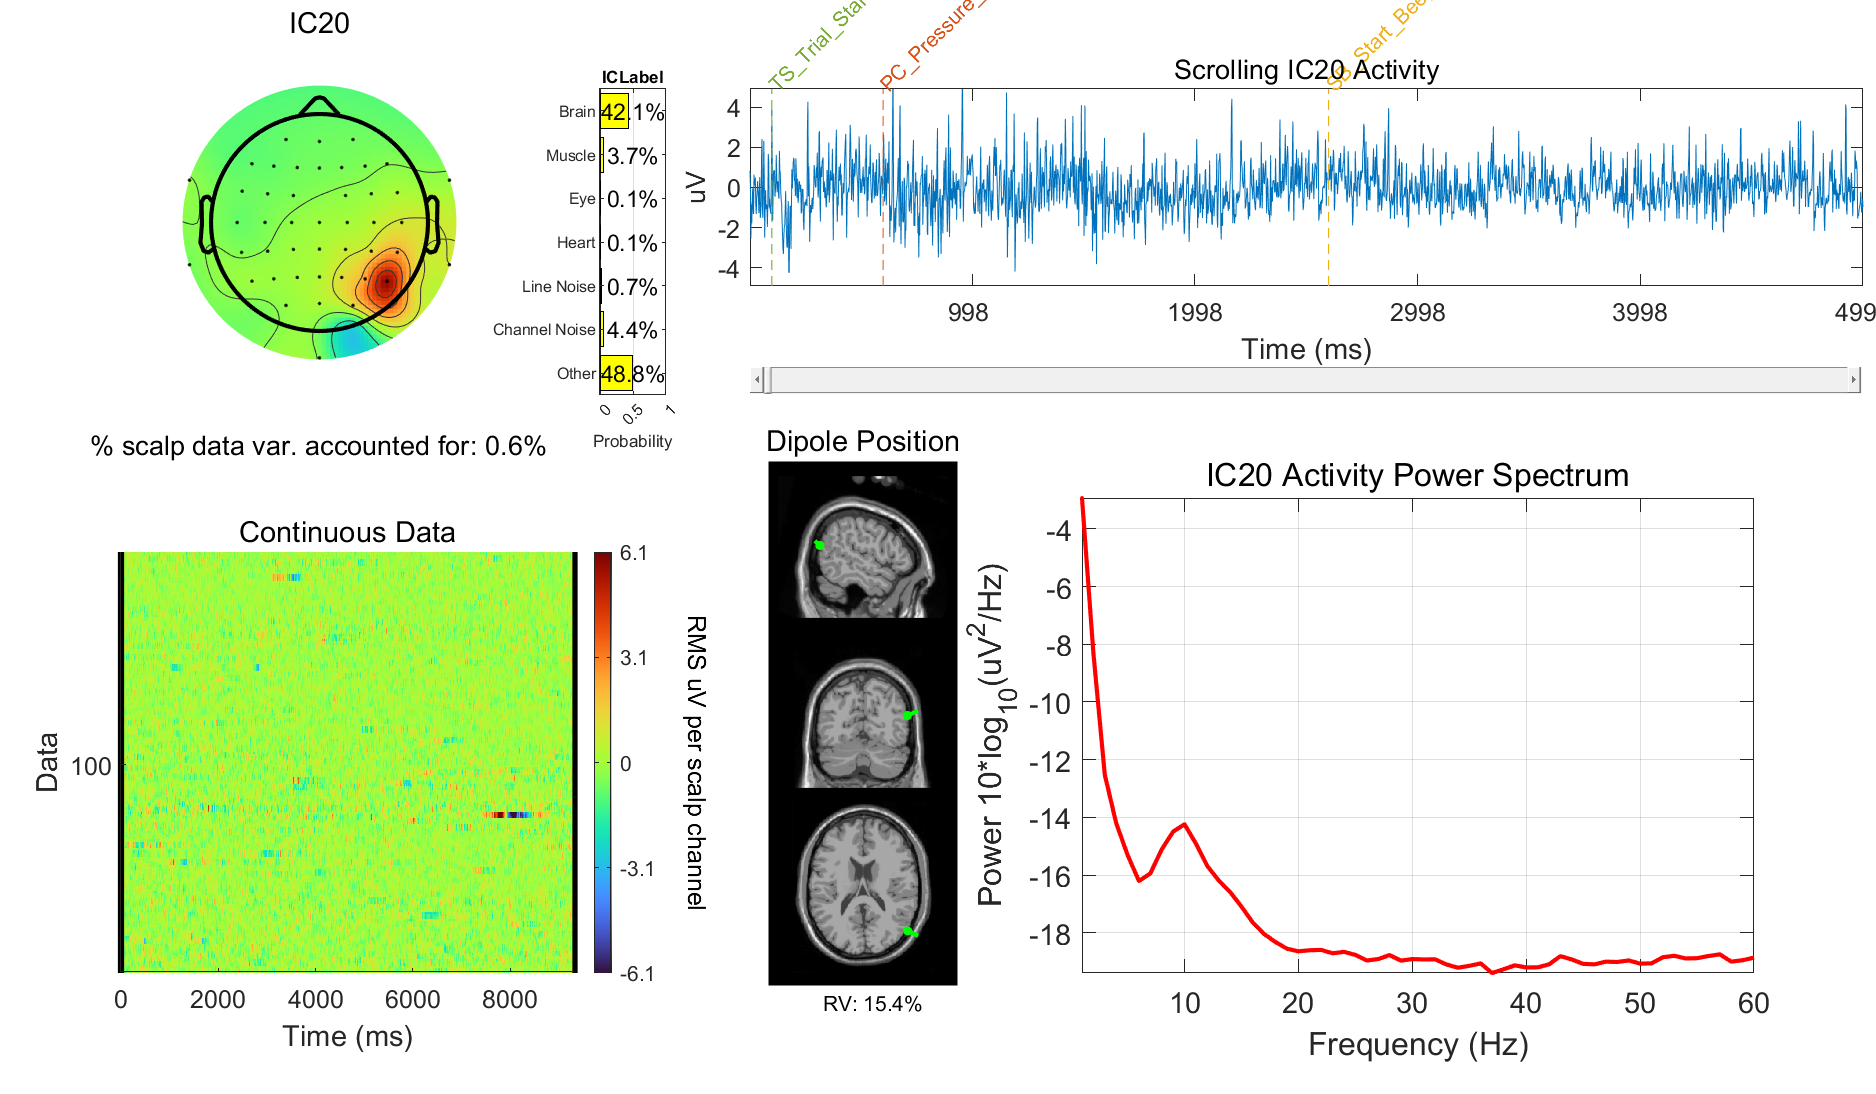 IC20
ICLabel
Brain 42.1%
Muscle 3.7%
Eye 0.1%
Heart 0.1%
Line Noise 0.7%
Channel Noise 4.4%
Other 48.8%
0 0.5 1
Probability
% scalp data var. accounted for: 0.6%
TS_Trial_Star
PC_Pressure_
SB_Start_Bee
Scrolling IC20 Activity
uV
4
2
0
-2
-4
998 1998 2998 3998 499
Time (ms)
Continuous Data
Data
100
0 2000 4000 6000 8000
Time (ms)
6.1
3.1
0
-3.1
-6.1
RMS uV per scalp channel
Dipole Position
RV: 15.4%
IC20 Activity Power Spectrum
Power 10*log10(uV2/Hz)
-4
-6
-8
-10
-12
-14
-16
-18
10 20 30 40 50 60
Frequency (Hz)